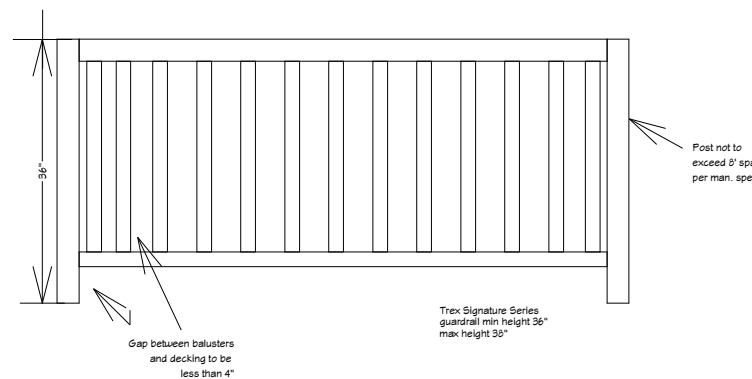 36"
Post not to
exceed 8' spa
per man. spe
Trex Signature Series
guardrail min height 36"
max height 38"
Gap between balusters
and decking to be
less than 4"